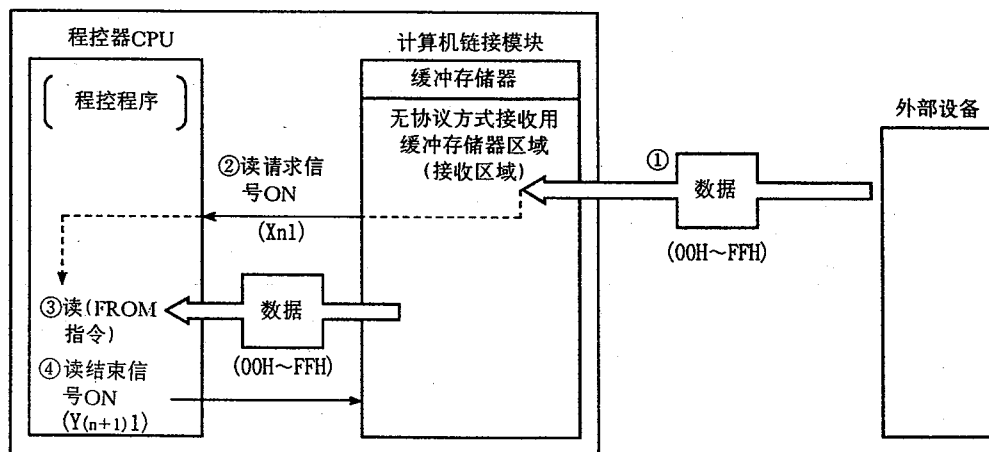 程控器CPU
程控程序
计算机链接模块
缓冲存储器
无协议方式接收用
缓冲存储器区域
(接收区域)
外部设备
①
数据
(00H～FFH)
②读请求信
号ON
(Xn1)
③读(FROM
指令)
数据
(00H～FFH)
④读结束信
号ON
(Y(n+1)1)